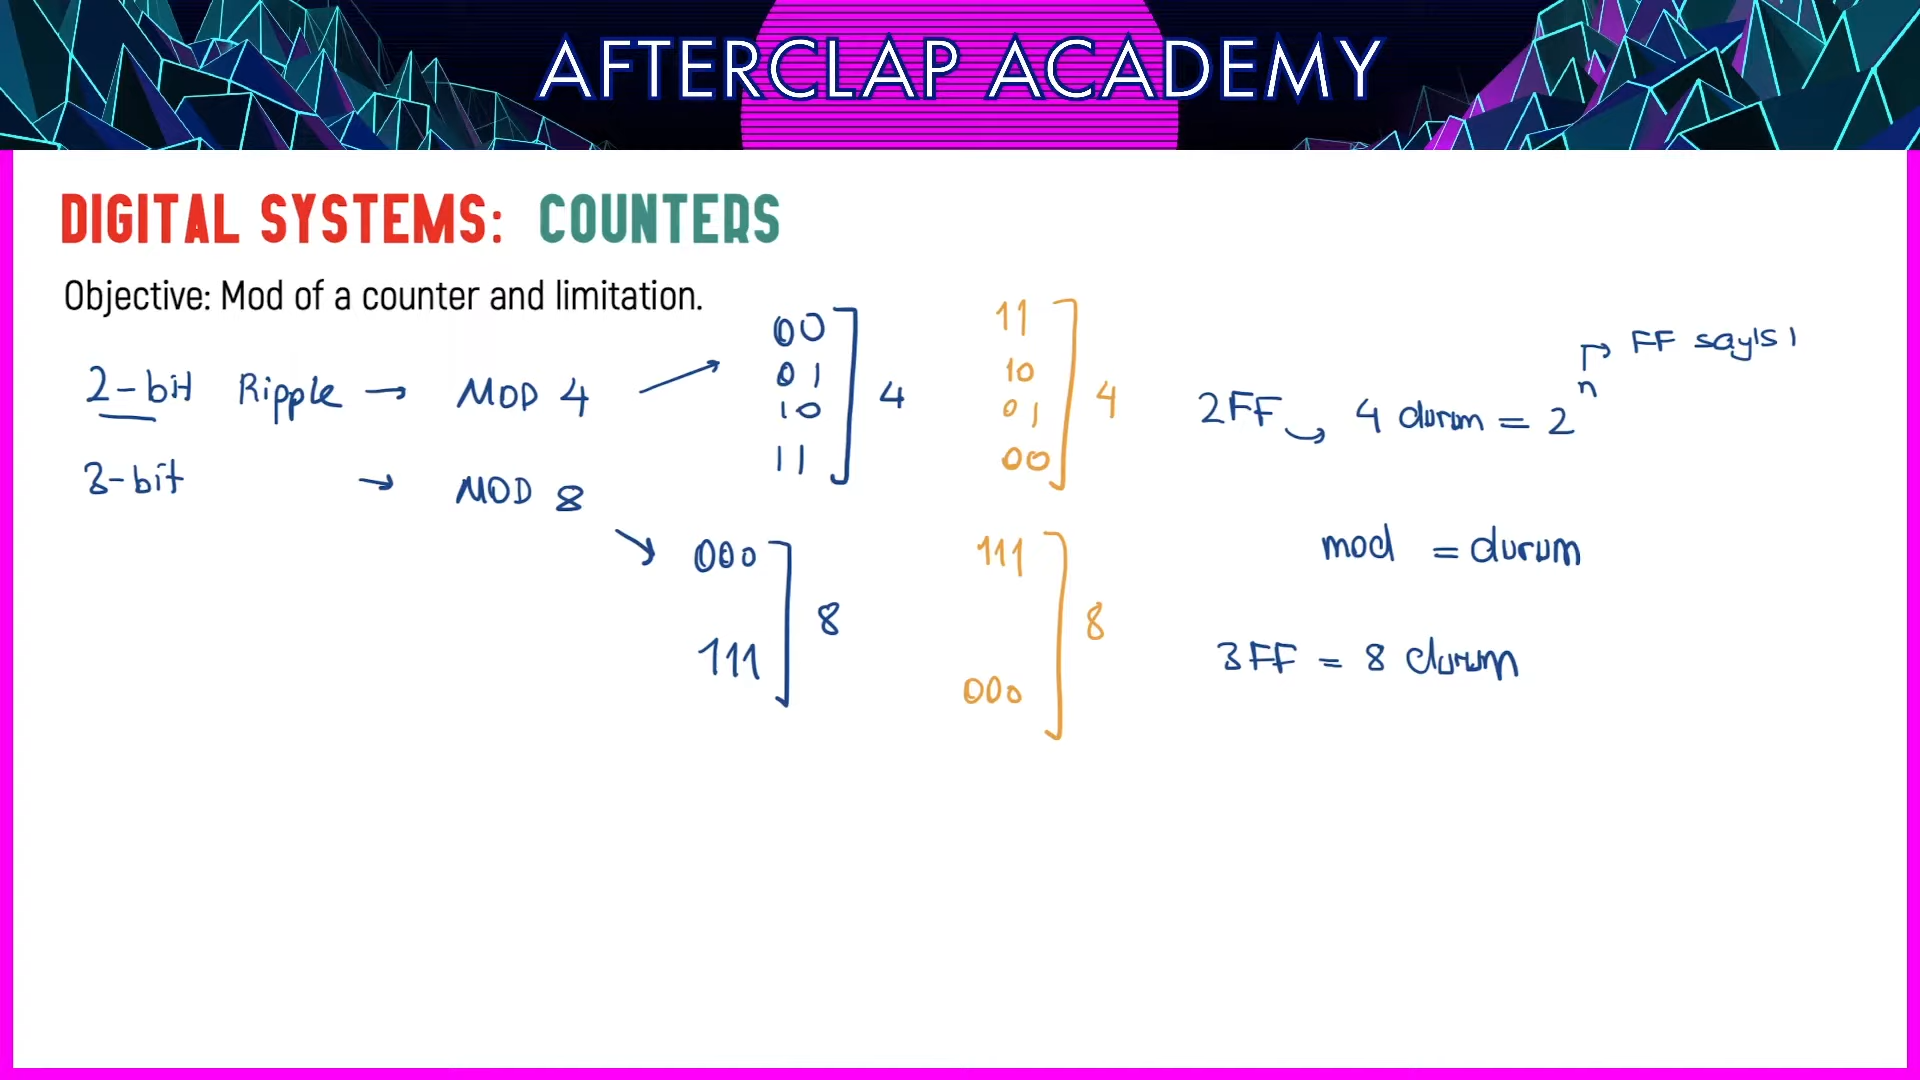 AFTERCLAP ACADEMY
DIGITAL SYSTEMS: COUNTERS
Objective: Mod of a counter and limitation.
2-bit Ripple → MOD 4
3-bit → MOD 8
00
01
10
11
4
11
10
01
00
4
000
111
8
111
000
8
2FF → 4 durum = 2ⁿ → FF sayısı
mod = durum
3FF = 8 durum